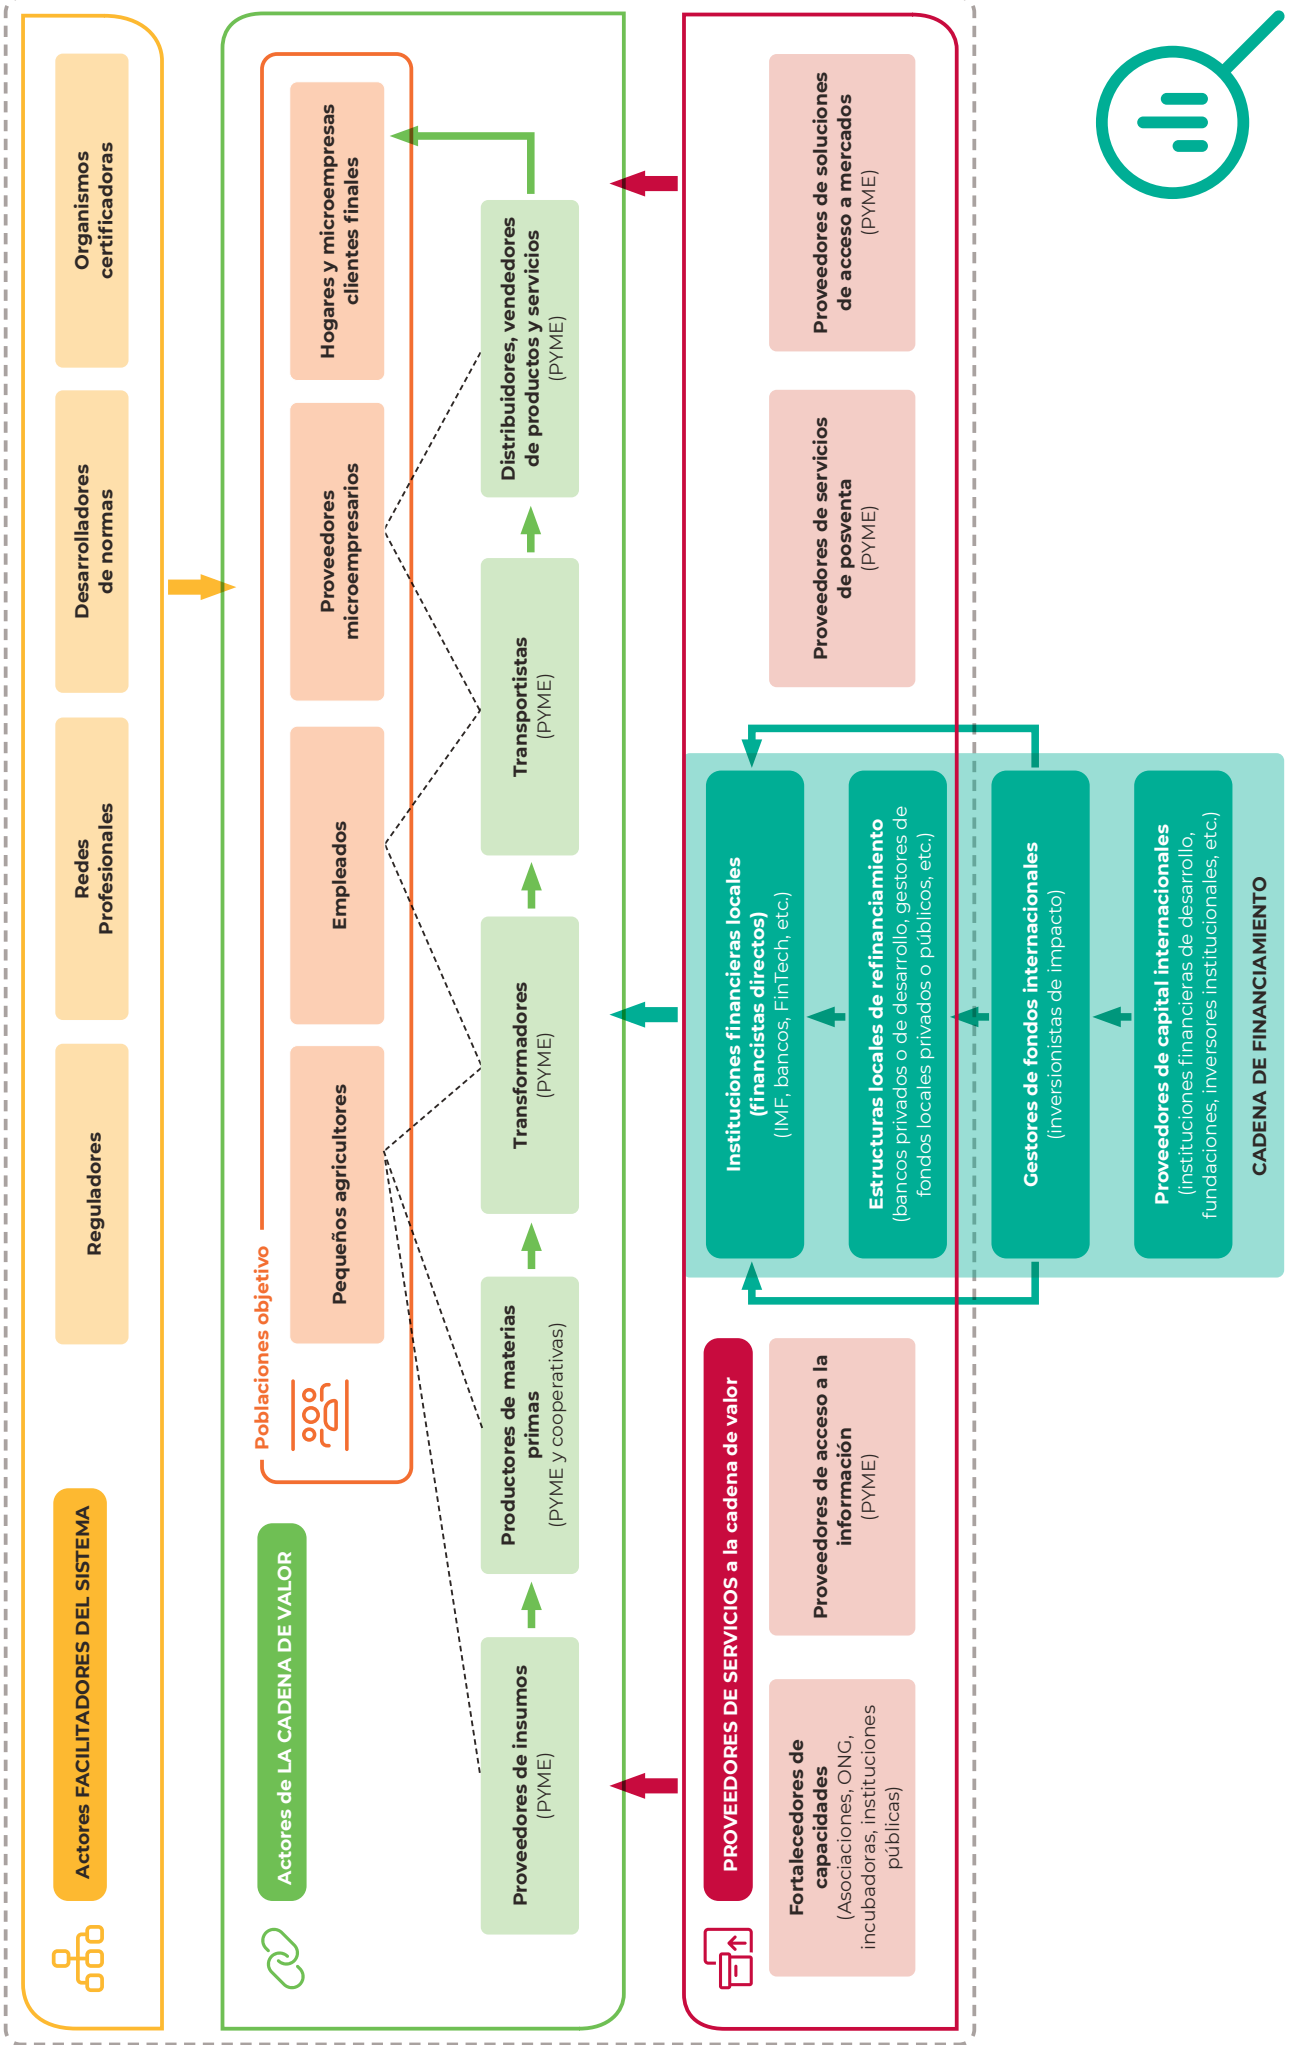 Actores FACILITADORES DEL SISTEMA
Reguladores
Redes
Profesionales
Desarrolladores
de normas
Organismos
certificadoras
Actores de LA CADENA DE VALOR
Poblaciones objetivo
Pequeños agricultores
Empleados
Proveedores
microempresarios
Hogares y microempresas
clientes finales
Proveedores de insumos
(PYME)
Productores de materias
primas
(PYME y cooperativas)
Transformadores
(PYME)
Transportistas
(PYME)
Distribuidores, vendedores
de productos y servicios
(PYME)
PROVEEDORES DE SERVICIOS a la cadena de valor
Fortalecedores de
capacidades
(Asociaciones, ONG,
incubadoras, instituciones
públicas)
Proveedores de acceso a la
información
(PYME)
Instituciones financieras locales
(financistas directos)
(IMF, bancos, FinTech, etc.)
Estructuras locales de refinanciamiento
(bancos privados o de desarrollo, gestores de
fondos locales privados o públicos, etc.)
Gestores de fondos internacionales
(inversionistas de impacto)
Proveedores de capital internacionales
(instituciones financieras de desarrollo,
fundaciones, inversores institucionales, etc.)
CADENA DE FINANCIAMIENTO
Proveedores de servicios
de posventa
(PYME)
Proveedores de soluciones
de acceso a mercados
(PYME)